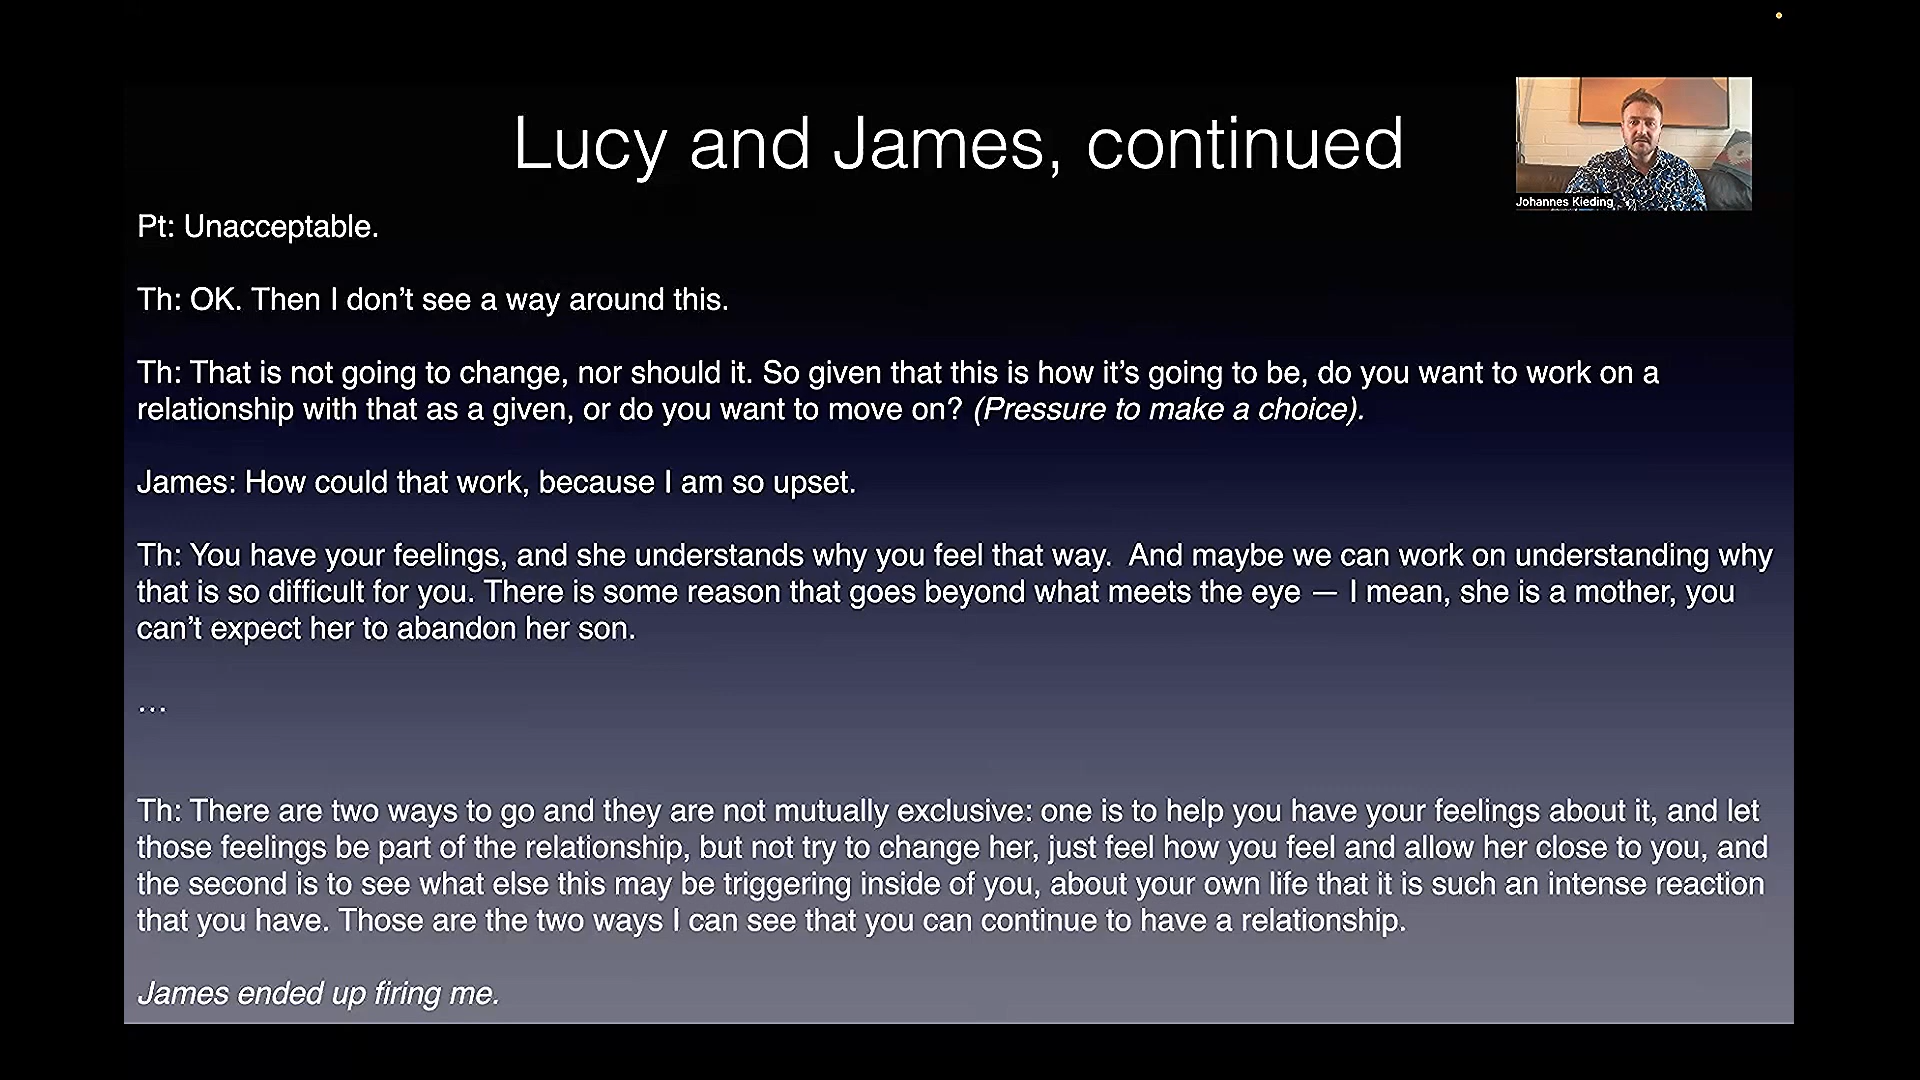 Lucy and James, continued
Johannes Kieding
Pt: Unacceptable.
Th: OK. Then I don’t see a way around this.
Th: That is not going to change, nor should it. So given that this is how it’s going to be, do you want to work on a
relationship with that as a given, or do you want to move on? (Pressure to make a choice).
James: How could that work, because I am so upset.
Th: You have your feelings, and she understands why you feel that way.  And maybe we can work on understanding why
that is so difficult for you. There is some reason that goes beyond what meets the eye — I mean, she is a mother, you
can’t expect her to abandon her son.
…
Th: There are two ways to go and they are not mutually exclusive: one is to help you have your feelings about it, and let
those feelings be part of the relationship, but not try to change her, just feel how you feel and allow her close to you, and
the second is to see what else this may be triggering inside of you, about your own life that it is such an intense reaction
that you have. Those are the two ways I can see that you can continue to have a relationship.
James ended up firing me.